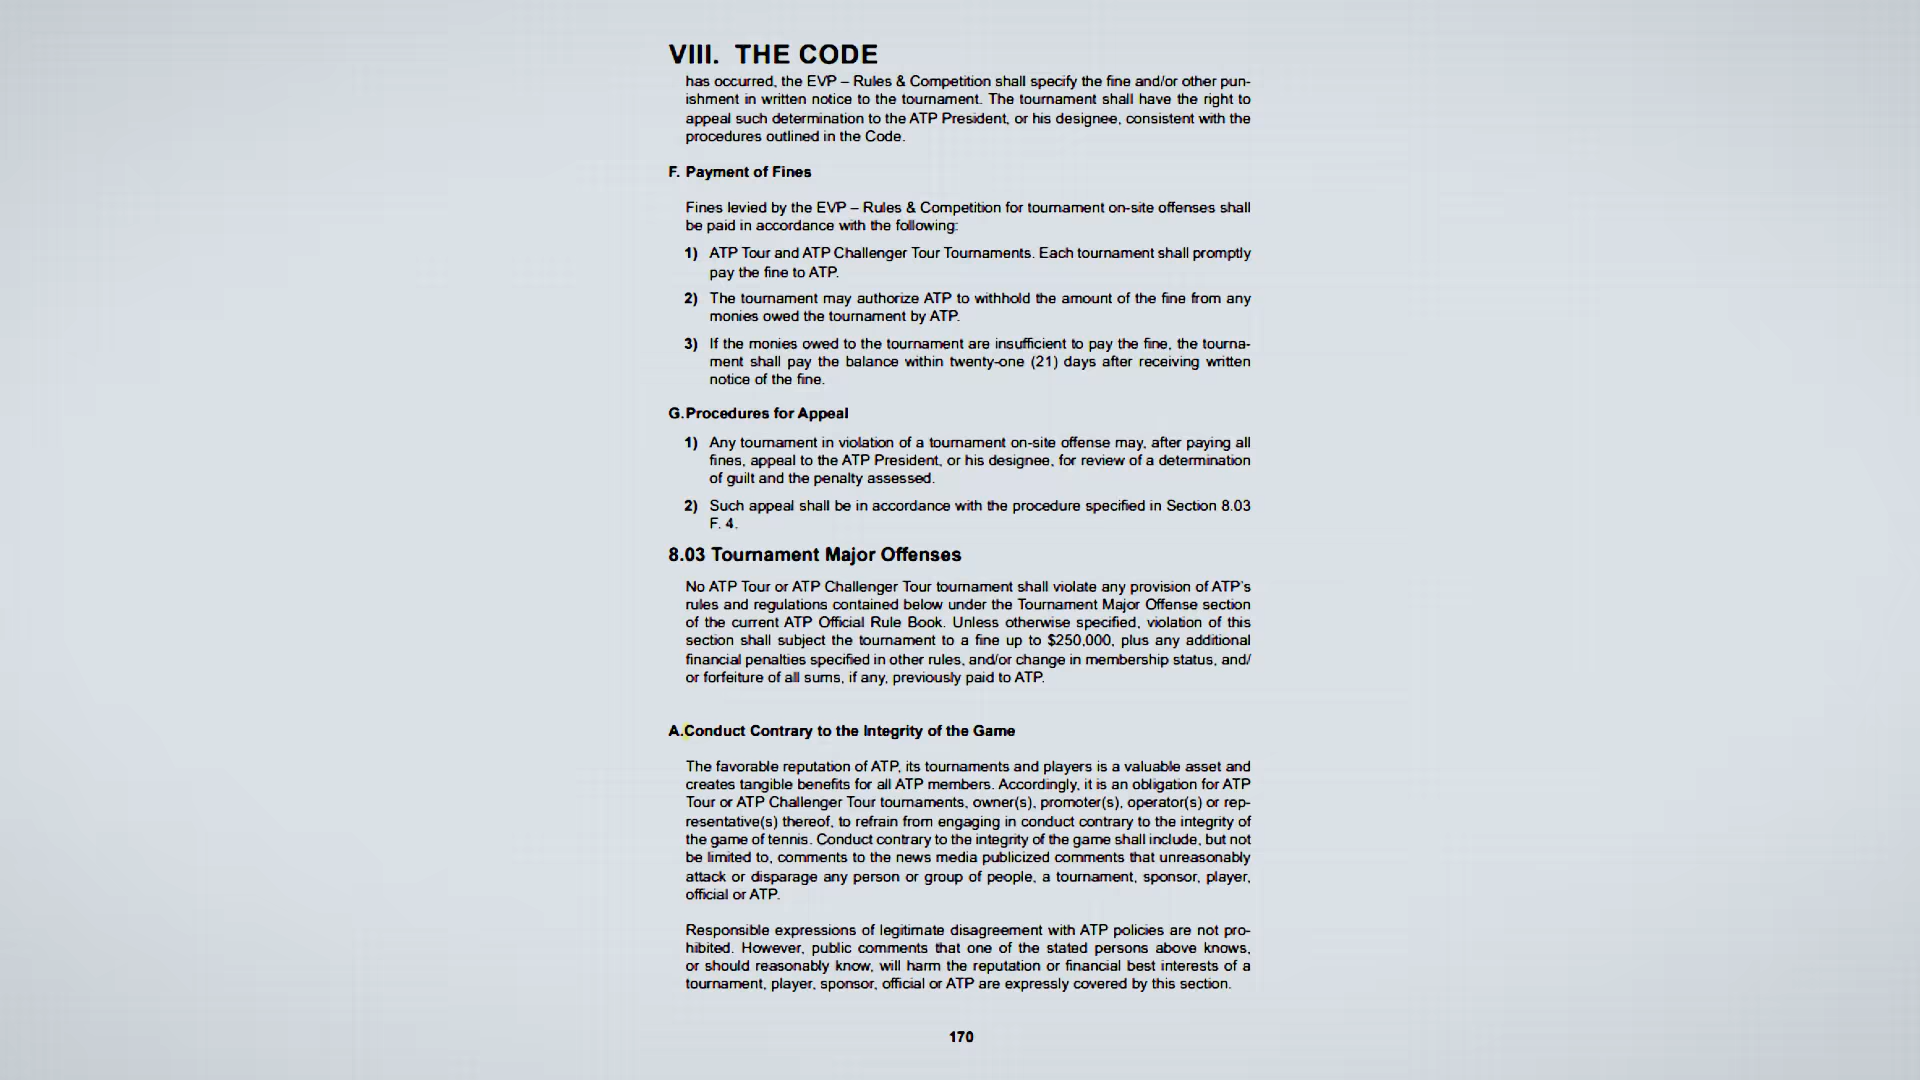 VIII. THE CODE
has occurred, the EVP – Rules & Competition shall specify the fine and/or other pun-
ishment in written notice to the tournament. The tournament shall have the right to
appeal such determination to the ATP President, or his designee, consistent with the
procedures outlined in the Code.
F. Payment of Fines
Fines levied by the EVP – Rules & Competition for tournament on-site offenses shall
be paid in accordance with the following:
1) ATP Tour and ATP Challenger Tour Tournaments. Each tournament shall promptly
pay the fine to ATP.
2) The tournament may authorize ATP to withhold the amount of the fine from any
monies owed the tournament by ATP.
3) If the monies owed to the tournament are insufficient to pay the fine, the tourna-
ment shall pay the balance within twenty-one (21) days after receiving written
notice of the fine.
G.Procedures for Appeal
1) Any tournament in violation of a tournament on-site offense may, after paying all
fines, appeal to the ATP President, or his designee, for review of a determination
of guilt and the penalty assessed.
2) Such appeal shall be in accordance with the procedure specified in Section 8.03
F. 4.
8.03 Tournament Major Offenses
No ATP Tour or ATP Challenger Tour tournament shall violate any provision of ATP's
rules and regulations contained below under the Tournament Major Offense section
of the current ATP Official Rule Book. Unless otherwise specified, violation of this
section shall subject the tournament to a fine up to $250,000, plus any additional
financial penalties specified in other rules, and/or change in membership status, and/
or forfeiture of all sums, if any, previously paid to ATP.
A.Conduct Contrary to the Integrity of the Game
The favorable reputation of ATP, its tournaments and players is a valuable asset and
creates tangible benefits for all ATP members. Accordingly, it is an obligation for ATP
Tour or ATP Challenger Tour tournaments, owner(s), promoter(s), operator(s) or rep-
resentative(s) thereof, to refrain from engaging in conduct contrary to the integrity of
the game of tennis. Conduct contrary to the integrity of the game shall include, but not
be limited to, comments to the news media publicized comments that unreasonably
attack or disparage any person or group of people, a tournament, sponsor, player,
official or ATP.
Responsible expressions of legitimate disagreement with ATP policies are not pro-
hibited. However, public comments that one of the stated persons above knows,
or should reasonably know, will harm the reputation or financial best interests of a
tournament, player, sponsor, official or ATP are expressly covered by this section.
170